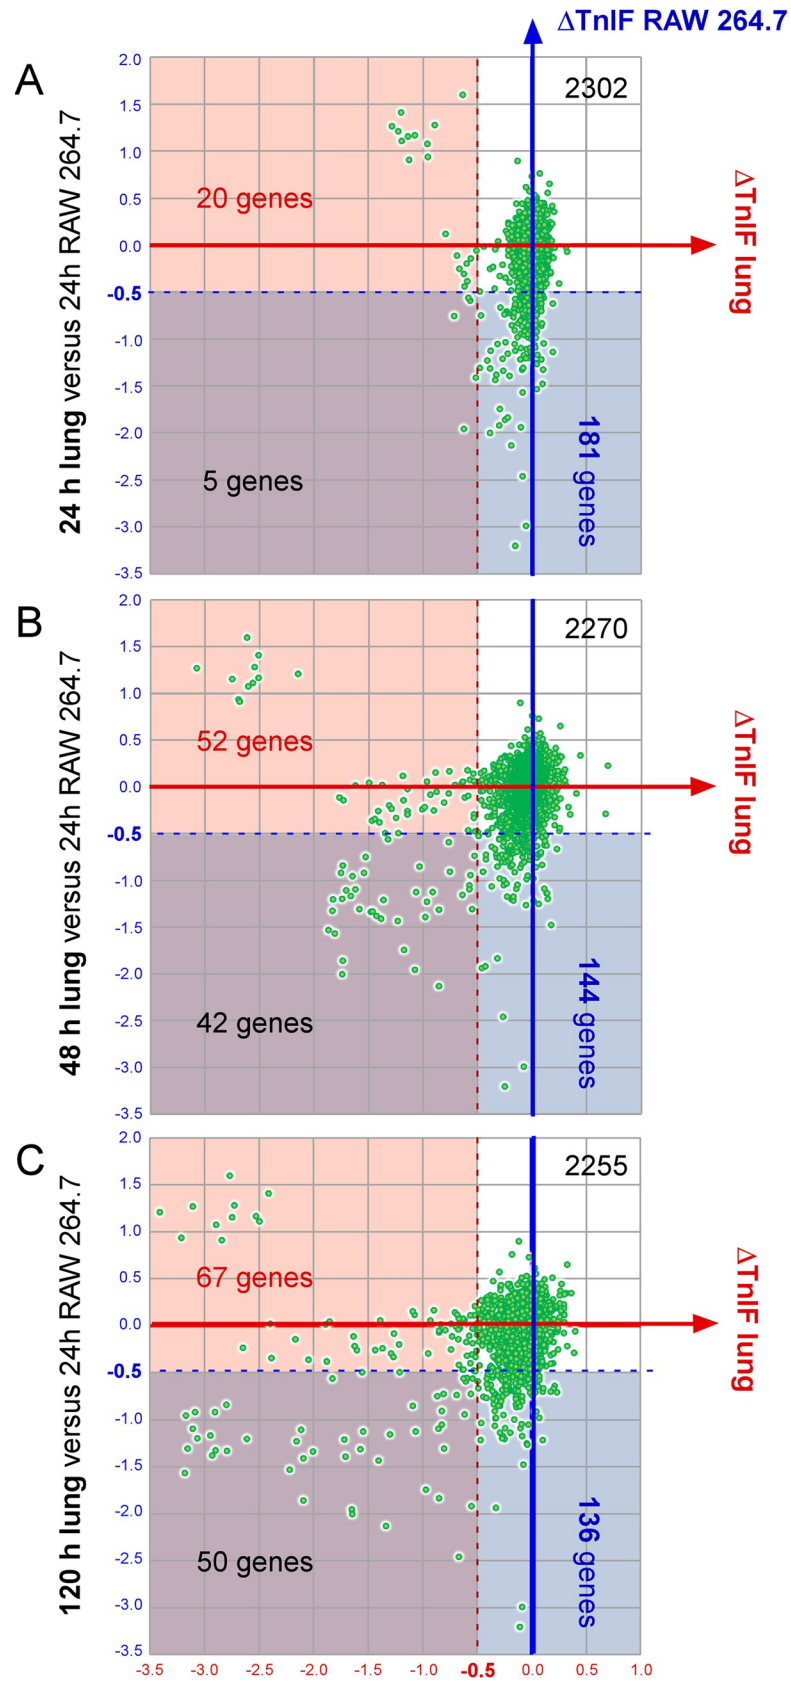 ΔTnIF RAW 264.7
A
24 h lung versus 24h RAW 264.7
2.0
1.5
1.0
0.5
0.0
-0.5
-1.0
-1.5
-2.0
-2.5
-3.0
-3.5
2302
20 genes
5 genes
181 genes
ΔTnIF lung
B
48 h lung versus 24h RAW 264.7
2.0
1.5
1.0
0.5
0.0
-0.5
-1.0
-1.5
-2.0
-2.5
-3.0
-3.5
2270
52 genes
42 genes
144 genes
ΔTnIF lung
C
120 h lung versus 24h RAW 264.7
2.0
1.5
1.0
0.5
0.0
-0.5
-1.0
-1.5
-2.0
-2.5
-3.0
-3.5
2255
67 genes
50 genes
136 genes
ΔTnIF lung
-3.5 -3.0 -2.5 -2.0 -1.5 -1.0 -0.5 0.0 0.5 1.0